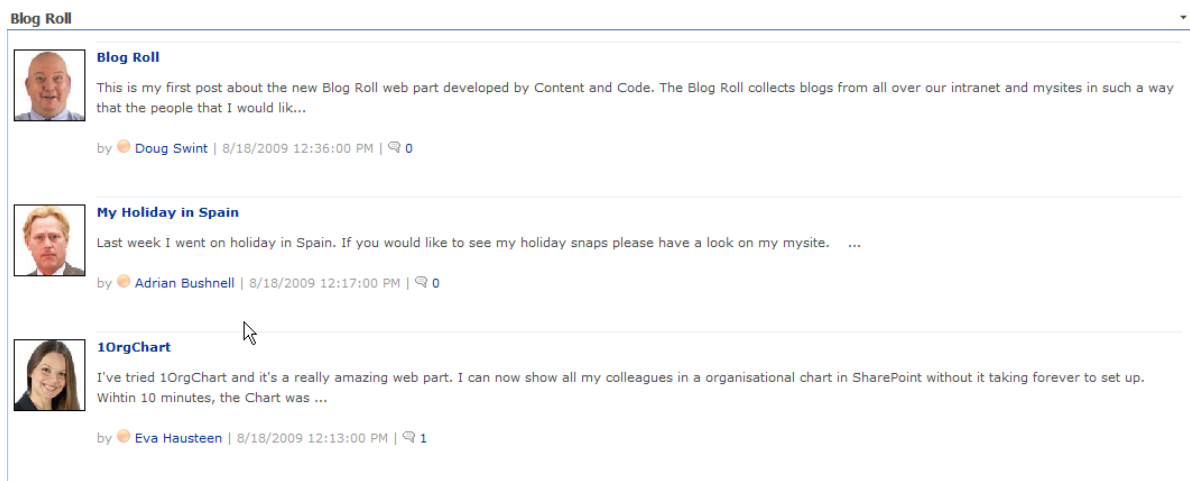 Blog Roll
Blog Roll
This is my first post about the new Blog Roll web part developed by Content and Code. The Blog Roll collects blogs from all over our intranet and mysites in such a way
that the people that I would lik...
by Doug Swint | 8/18/2009 12:36:00 PM | 0
My Holiday in Spain
Last week I went on holiday in Spain. If you would like to see my holiday snaps please have a look on my mysite. ...
by Adrian Bushnell | 8/18/2009 12:17:00 PM | 0
1OrgChart
I've tried 1OrgChart and it's a really amazing web part. I can now show all my colleagues in a organisational chart in SharePoint without it taking forever to set up.
Wihtin 10 minutes, the Chart was ...
by Eva Hausteen | 8/18/2009 12:13:00 PM | 1